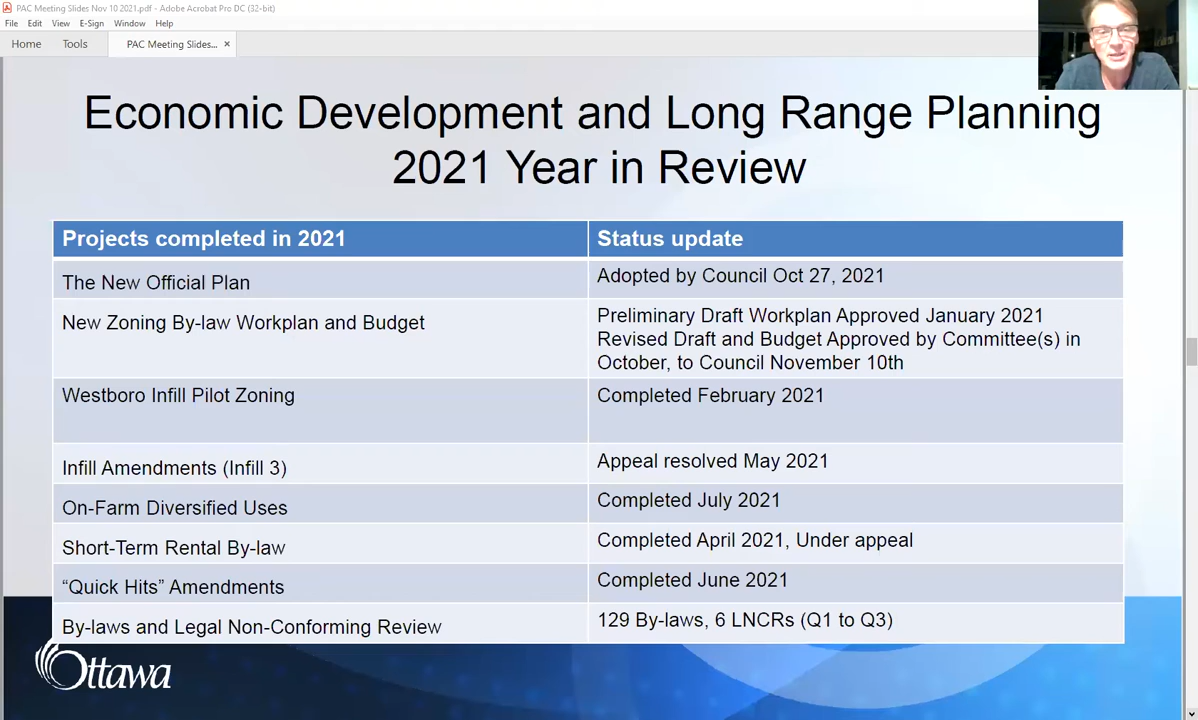 PAC Meeting Slides Nov 10 2021.pdf - Adobe Acrobat Pro DC (32-bit)
File Edit View E-Sign Window Help
Home Tools PAC Meeting Slides... ×
Economic Development and Long Range Planning
2021 Year in Review
Projects completed in 2021
Status update
The New Official Plan
Adopted by Council Oct 27, 2021
New Zoning By-law Workplan and Budget
Preliminary Draft Workplan Approved January 2021
Revised Draft and Budget Approved by Committee(s) in
October, to Council November 10th
Westboro Infill Pilot Zoning
Completed February 2021
Infill Amendments (Infill 3)
Appeal resolved May 2021
On-Farm Diversified Uses
Completed July 2021
Short-Term Rental By-law
Completed April 2021, Under appeal
“Quick Hits” Amendments
Completed June 2021
By-laws and Legal Non-Conforming Review
129 By-laws, 6 LNCRs (Q1 to Q3)
Ottawa